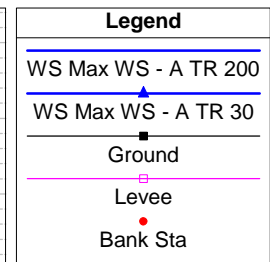 Legend
WS Max WS - A TR 200
WS Max WS - A TR 30
Ground
Levee
Bank Sta